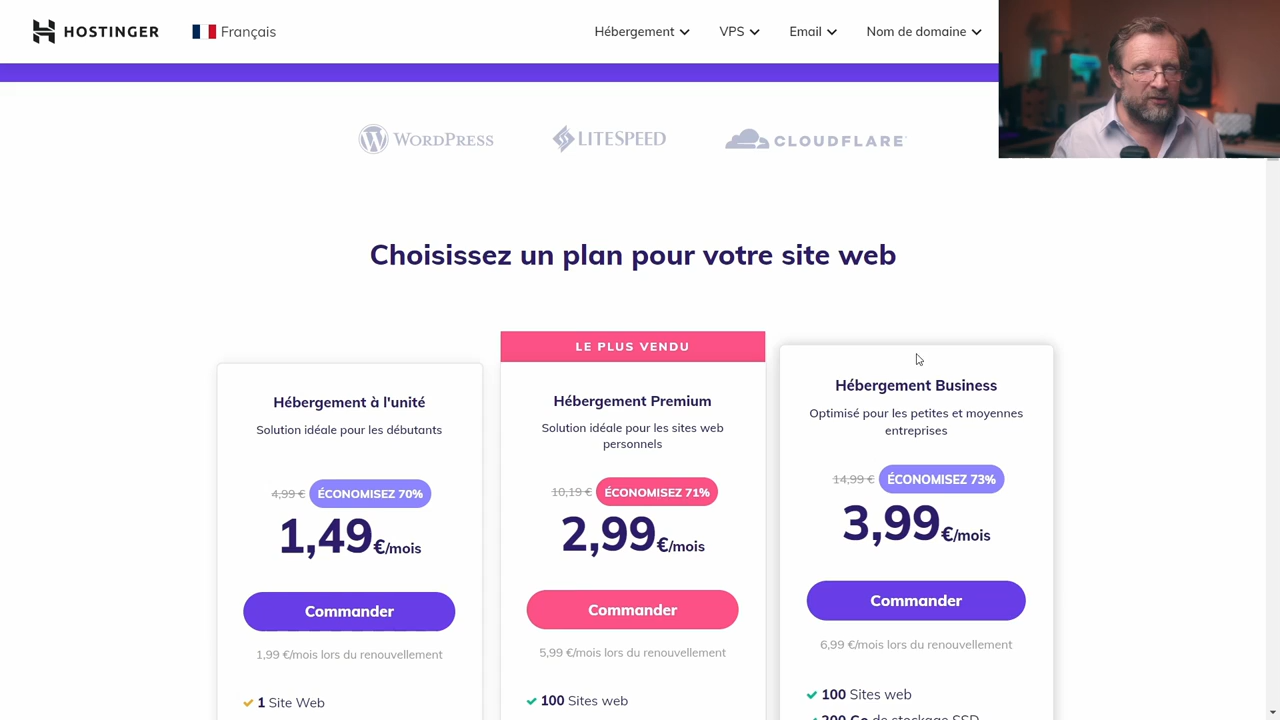 HOSTINGER
Français
Hébergement
VPS
Email
Nom de domaine
WORDPRESS
LITESPEED
CLOUDFLARE
Choisissez un plan pour votre site web
Hébergement à l'unité
Solution idéale pour les débutants
4,99 € ÉCONOMISEZ 70%
1,49 €/mois
Commander
1,99 €/mois lors du renouvellement
1 Site Web
LE PLUS VENDU
Hébergement Premium
Solution idéale pour les sites web
personnels
10,19 € ÉCONOMISEZ 71%
2,99 €/mois
Commander
5,99 €/mois lors du renouvellement
100 Sites web
Hébergement Business
Optimisé pour les petites et moyennes
entreprises
14,99 € ÉCONOMISEZ 73%
3,99 €/mois
Commander
6,99 €/mois lors du renouvellement
100 Sites web
200 Go de stockage SSD